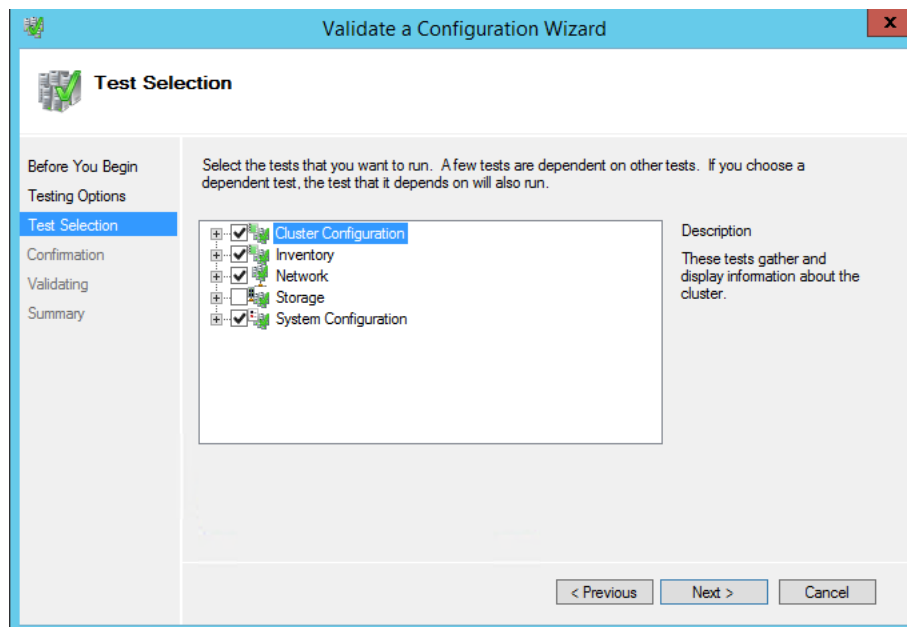 Validate a Configuration Wizard
x
Test Selection
Before You Begin
Testing Options
Test Selection
Confirmation
Validating
Summary
Select the tests that you want to run. A few tests are dependent on other tests. If you choose a
dependent test, the test that it depends on will also run.
Cluster Configuration
Inventory
Network
Storage
System Configuration
Description
These tests gather and
display information about the
cluster.
< Previous
Next >
Cancel